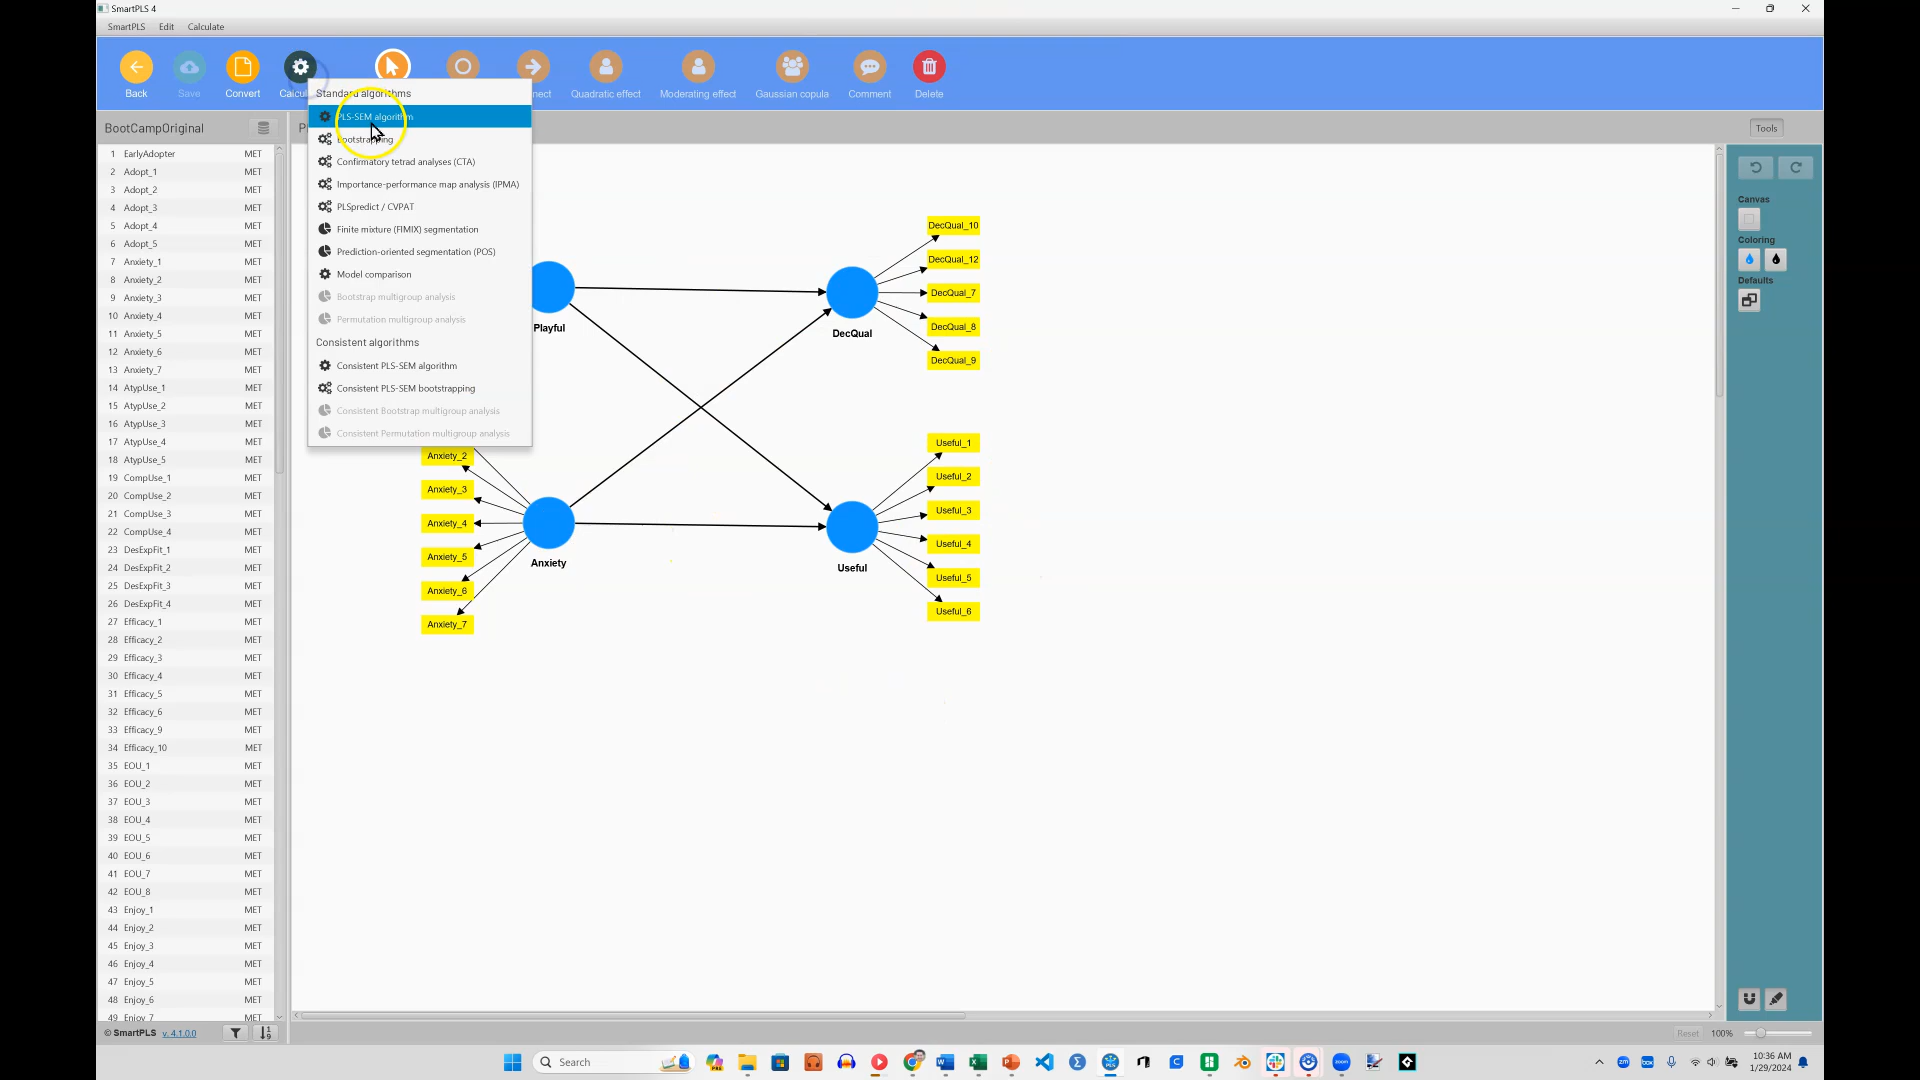 SmartPLS 4
SmartPLS Edit Calculate
Back Save Convert Quadratic effect Moderating effect Gaussian copula Comment Delete
BootCampOriginal
Tools
1 EarlyAdopter MET
2 Adopt_1 MET
3 Adopt_2 MET
4 Adopt_3 MET
5 Adopt_4 MET
6 Adopt_5 MET
7 Anxiety_1 MET
8 Anxiety_2 MET
9 Anxiety_3 MET
10 Anxiety_4 MET
11 Anxiety_5 MET
12 Anxiety_6 MET
13 Anxiety_7 MET
14 AtypUse_1 MET
15 AtypUse_2 MET
16 AtypUse_3 MET
17 AtypUse_4 MET
18 AtypUse_5 MET
19 CompUse_1 MET
20 CompUse_2 MET
21 CompUse_3 MET
22 CompUse_4 MET
23 DesExpFit_1 MET
24 DesExpFit_2 MET
25 DesExpFit_3 MET
26 DesExpFit_4 MET
27 Efficacy_1 MET
28 Efficacy_2 MET
29 Efficacy_3 MET
30 Efficacy_4 MET
31 Efficacy_5 MET
32 Efficacy_6 MET
33 Efficacy_9 MET
34 Efficacy_10 MET
35 EOU_1 MET
36 EOU_2 MET
37 EOU_3 MET
38 EOU_4 MET
39 EOU_5 MET
40 EOU_6 MET
41 EOU_7 MET
42 EOU_8 MET
43 Enjoy_1 MET
44 Enjoy_2 MET
45 Enjoy_3 MET
46 Enjoy_4 MET
47 Enjoy_5 MET
48 Enjoy_6 MET
49 Enjoy_7 MET
© SmartPLS v. 4.1.0.0
Standard algorithms
PLS-SEM algorithm
Bootstrapping
Confirmatory tetrad analyses (CTA)
Importance-performance map analysis (IPMA)
PLSpredict / CVPAT
Finite mixture (FIMIX) segmentation
Prediction-oriented segmentation (POS)
Model comparison
Bootstrap multigroup analysis
Permutation multigroup analysis
Consistent algorithms
Consistent PLS-SEM algorithm
Consistent PLS-SEM bootstrapping
Consistent Bootstrap multigroup analysis
Consistent Permutation multigroup analysis
Playful
DecQual
DecQual_10
DecQual_12
DecQual_7
DecQual_8
DecQual_9
Anxiety_2
Anxiety_3
Anxiety_4
Anxiety_5
Anxiety_6
Anxiety_7
Anxiety
Useful
Useful_1
Useful_2
Useful_3
Useful_4
Useful_5
Useful_6
Canvas
Coloring
Defaults
Reset 100%
Search
10:36 AM
1/29/2024